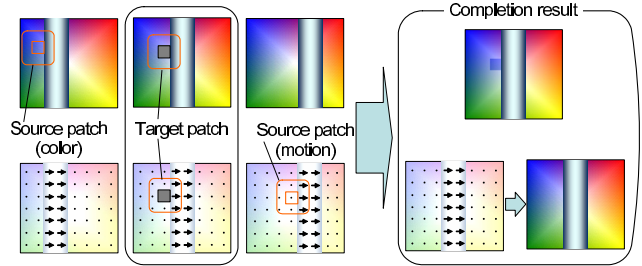 Completion result
Source patch
(color)
Target patch
Source patch
(motion)